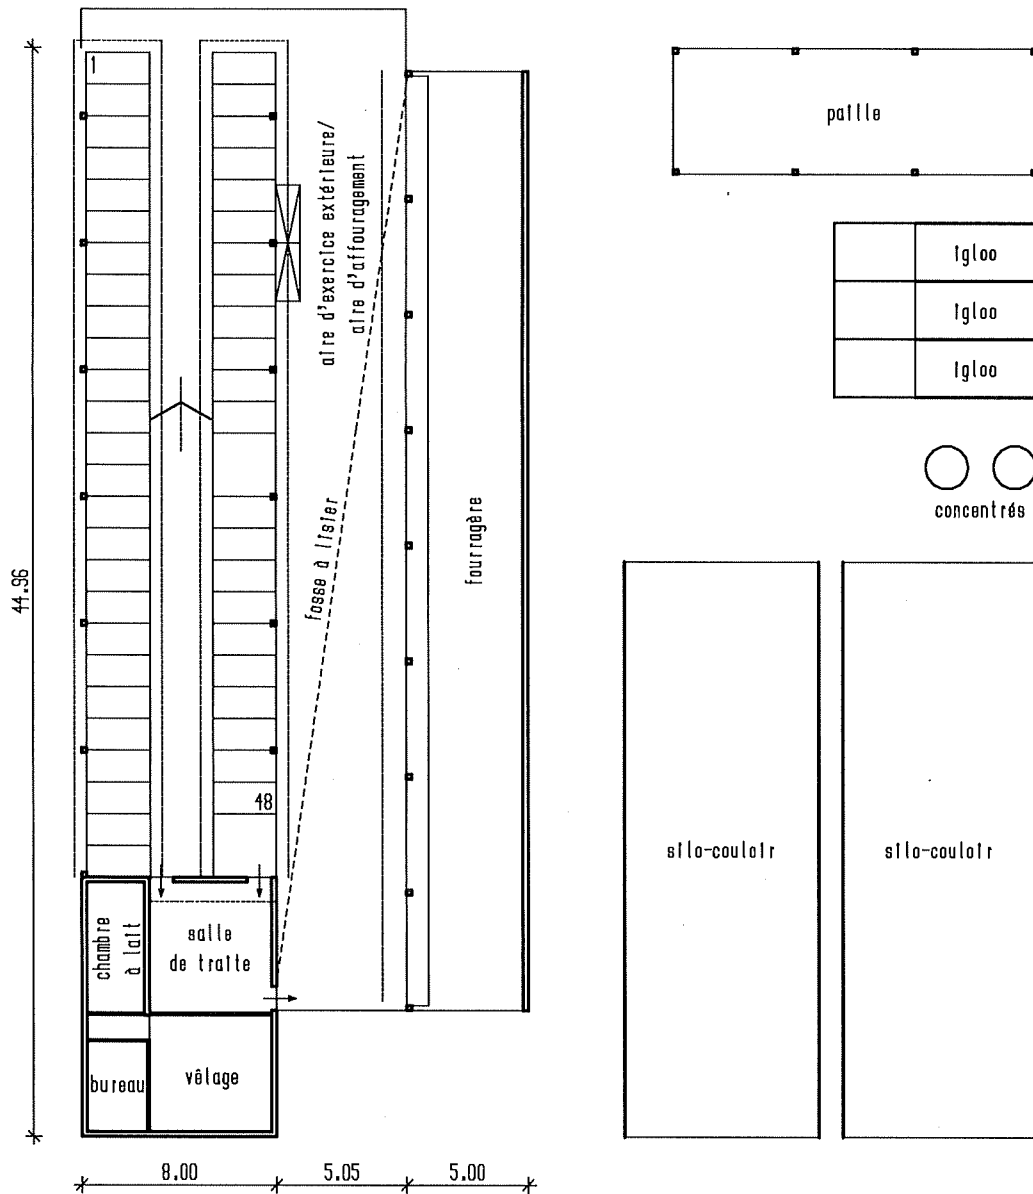 1
paille
aire d'exercice extérieure/
aire d'affouragement
igloo
igloo
igloo
concentrés
fosse à lisier
fourragère
44.96
48
silo-couloir
silo-couloir
chambre
à lait
salle
de traite
bureau
vêlage
8.00
5.05
5.00